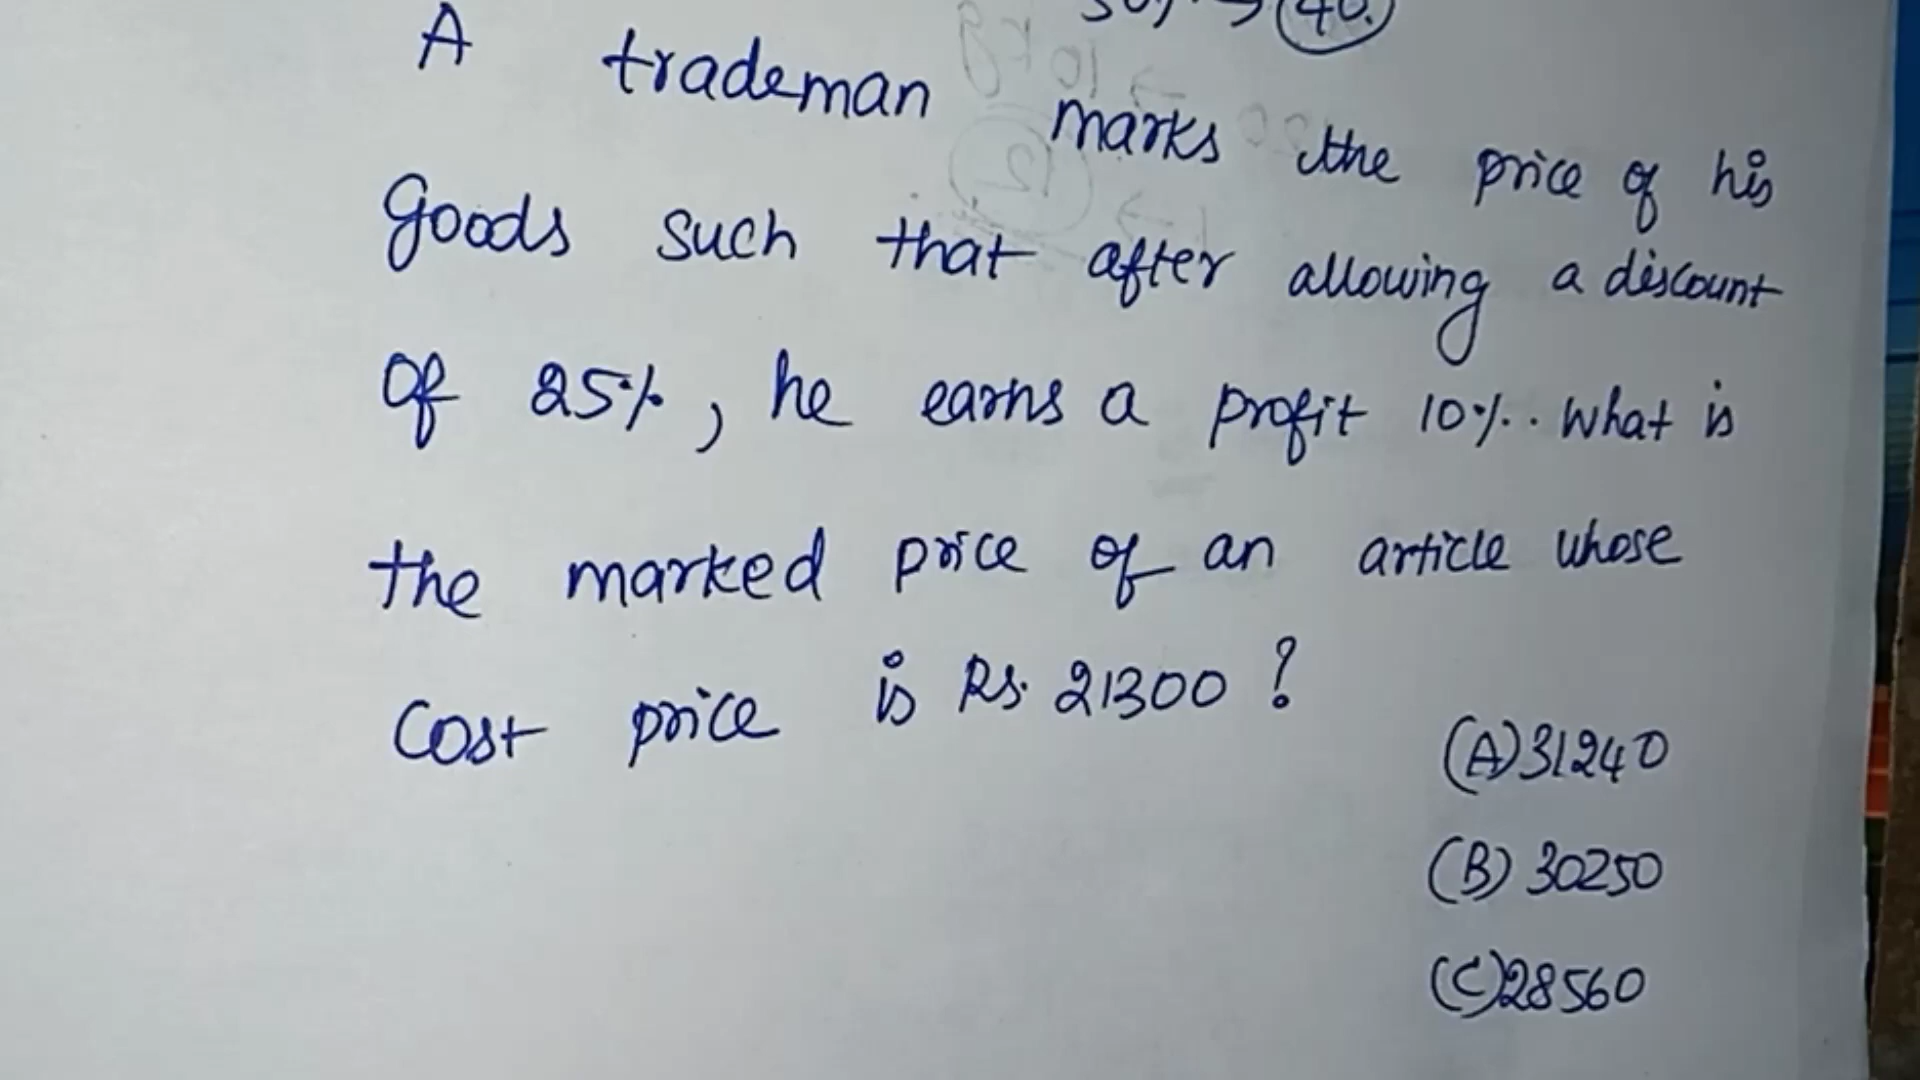 A trademan marks the price of his
Goods such that after allowing a discount
Of 25%, he earns a profit 10%. What is
the marked price of an article whose
Cost price is Rs. 21300?
(A) 31240
(B) 30250
(C) 28560